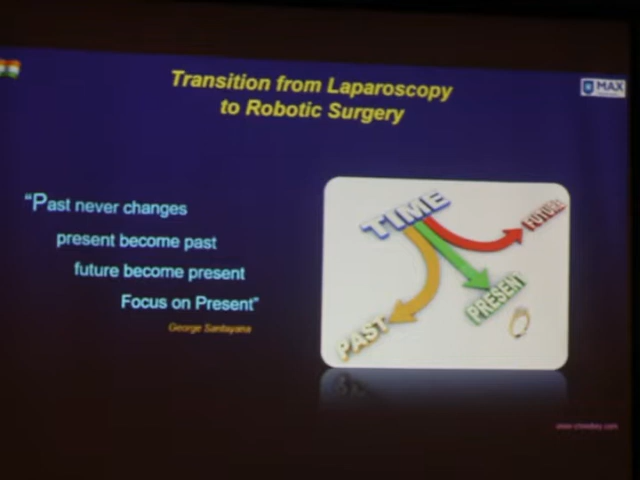 Transition from Laparoscopy
to Robotic Surgery
MAX
"Past never changes
present become past
future become present
Focus on Present"
George Santayana
TIME
FUTURE
PRESENT
PAST